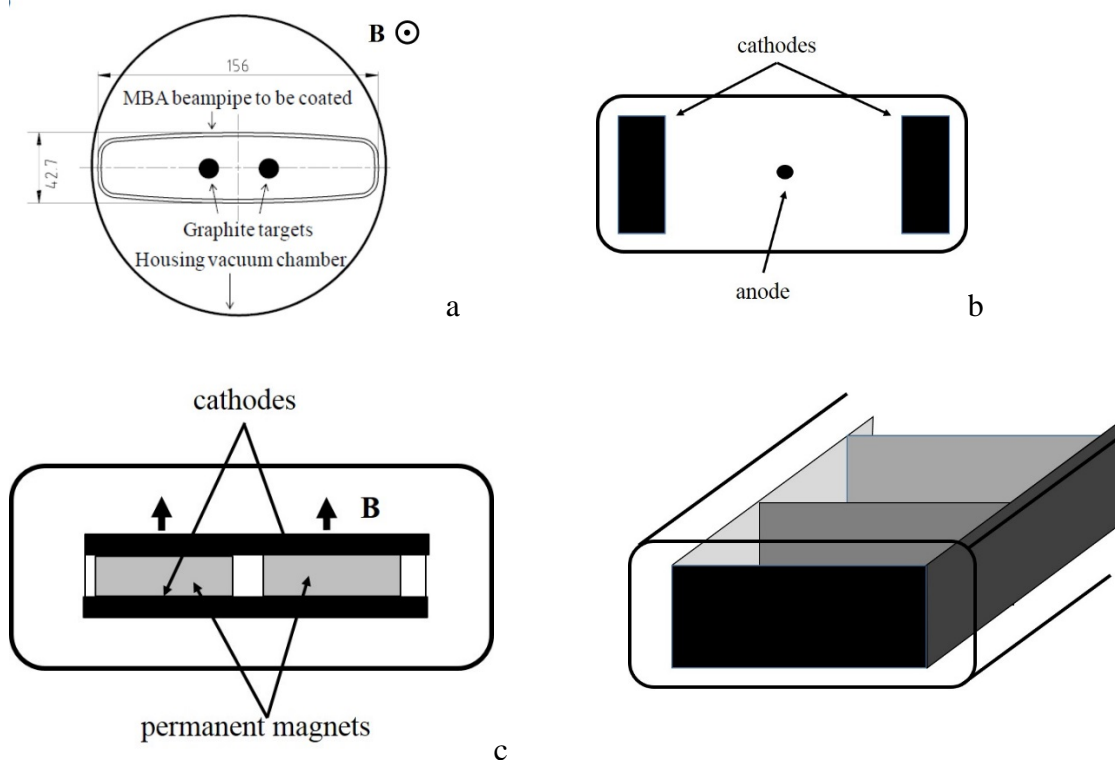 B
156
MBA beampipe to be coated
42.7
Graphite targets
Housing vacuum chamber
a
cathodes
anode
b
cathodes
B
permanent magnets
c